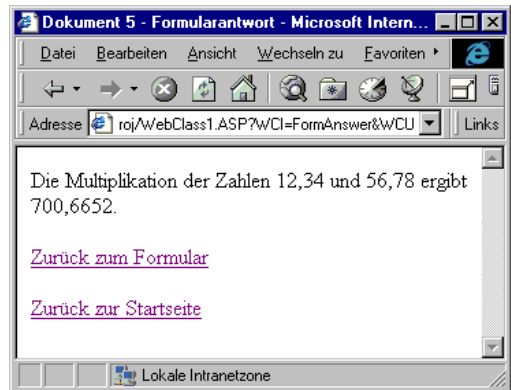 Dokument 5 - Formularantwort - Microsoft Intern...
Datei Bearbeiten Ansicht Wechseln zu Favoriten
Adresse roj/WebClass1.ASP?WCI=FormAnswer&WCU Links
Die Multiplikation der Zahlen 12,34 und 56,78 ergibt
700,6652.
Zurück zum Formular
Zurück zur Startseite
Lokale Intranetzone